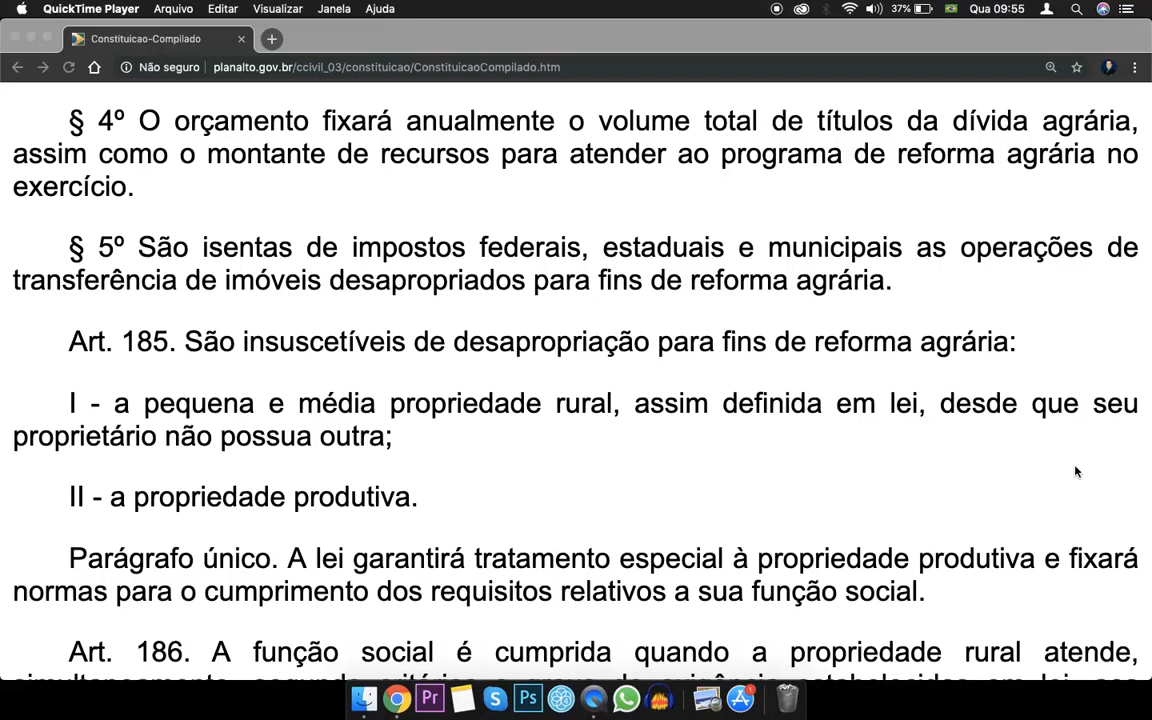 QuickTime Player Arquivo Editar Visualizar Janela Ajuda 37% Qua 09:55
Constituicao-Compilado
Não seguro planalto.gov.br/ccivil_03/constituicao/ConstituicaoCompilado.htm
§ 4º O orçamento fixará anualmente o volume total de títulos da dívida agrária,
assim como o montante de recursos para atender ao programa de reforma agrária no
exercício.
§ 5º São isentas de impostos federais, estaduais e municipais as operações de
transferência de imóveis desapropriados para fins de reforma agrária.
Art. 185. São insuscetíveis de desapropriação para fins de reforma agrária:
I - a pequena e média propriedade rural, assim definida em lei, desde que seu
proprietário não possua outra;
II - a propriedade produtiva.
Parágrafo único. A lei garantirá tratamento especial à propriedade produtiva e fixará
normas para o cumprimento dos requisitos relativos a sua função social.
Art. 186. A função social é cumprida quando a propriedade rural atende,
Pr S Ps 1